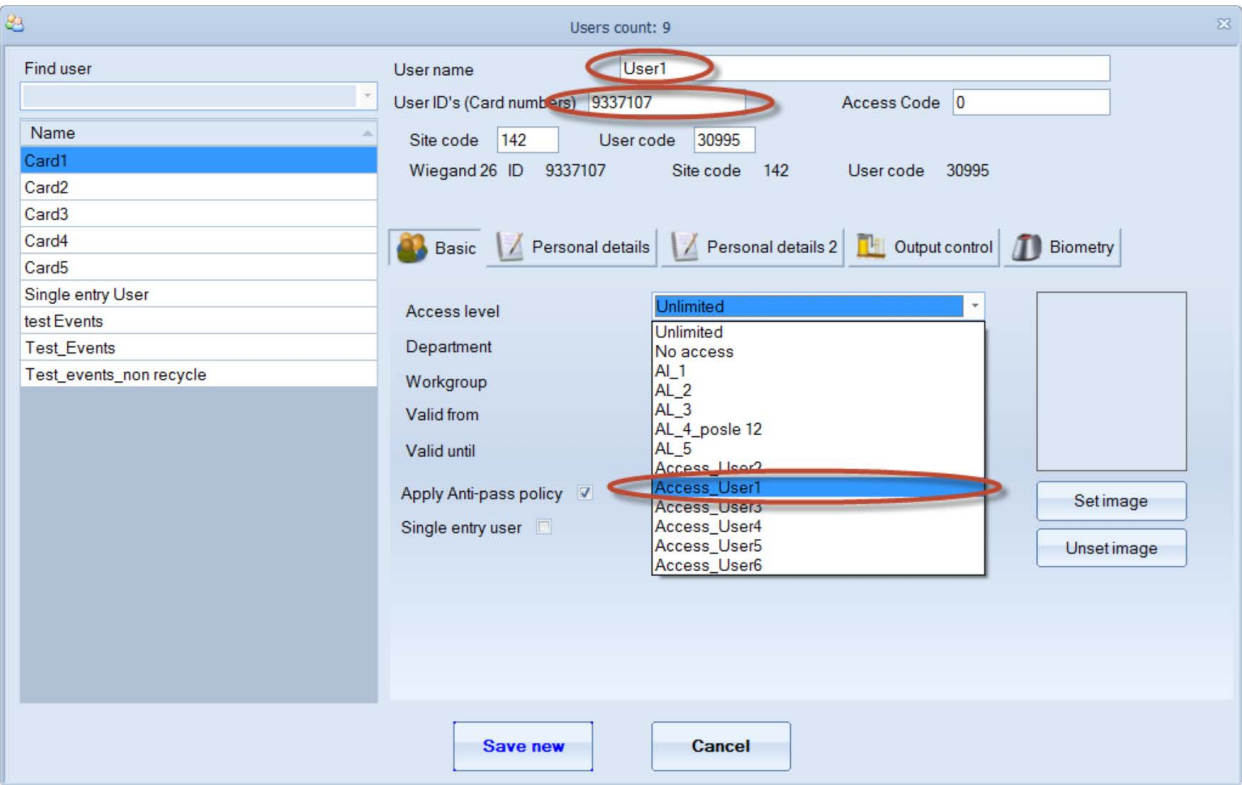 Users count: 9
Find user
Name
Card1
Card2
Card3
Card4
Card5
Single entry User
test Events
Test_Events
Test_events_non recycle
User name User1
User ID's (Card numbers) 9337107 Access Code 0
Site code 142 User code 30995
Wiegand 26 ID 9337107 Site code 142 User code 30995
Basic Personal details Personal details 2 Output control Biometry
Access level Unlimited
Department
Workgroup
Valid from
Valid until
Apply Anti-pass policy
Single entry user
Unlimited
No access
Al_1
AL_2
AL_3
AL_4_posle 12
AL_5
Access_User2
Access_User1
Access_User3
Access_User4
Access_User5
Access_User6
Set image
Unset image
Save new Cancel